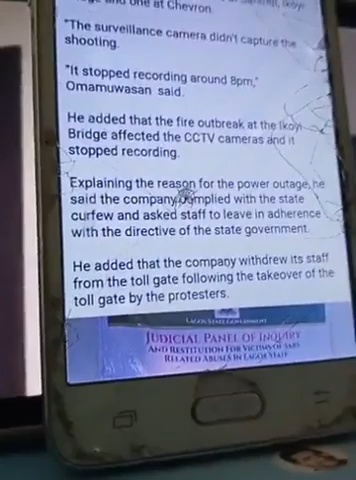 and one at Chevron.
"The surveillance camera didn't capture the
shooting.
"It stopped recording around 8pm,"
Omamuwasan said.
He added that the fire outbreak at the Ikoyi
Bridge affected the CCTV cameras and it
stopped recording.
Explaining the reason for the power outage, he
said the company complied with the state
curfew and asked staff to leave in adherence
with the directive of the state government.
He added that the company withdrew its staff
from the toll gate following the takeover of the
toll gate by the protesters.
LAGOS STATE GOVERNMENT
JUDICIAL PANEL OF INQUIRY
AND RESTITUTION FOR VICTIMS OF SARS
RELATED ABUSES IN LAGOS STATE